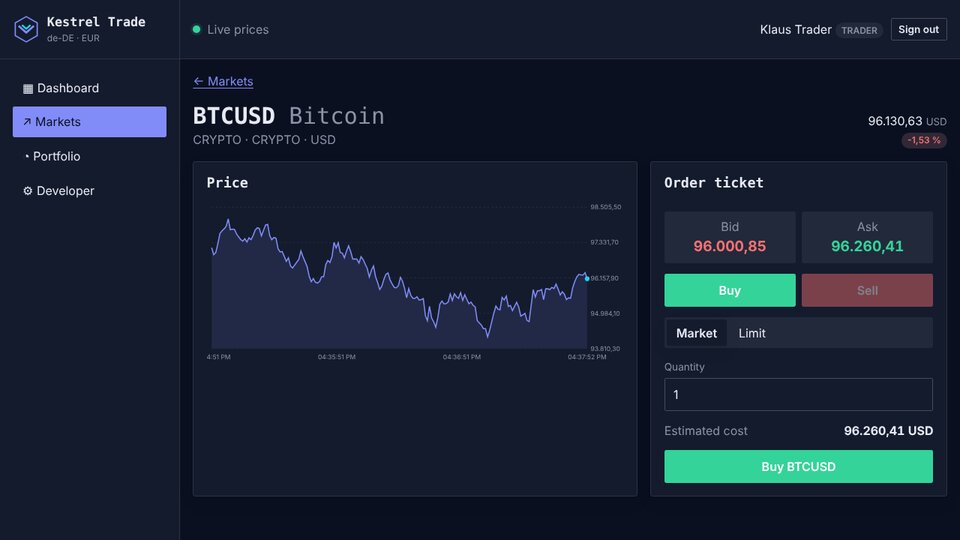 Kestrel Trade
de-DE · EUR
Live prices
Klaus Trader TRADER Sign out
Dashboard
Markets
Portfolio
Developer
← Markets
BTCUSD Bitcoin
CRYPTO · CRYPTO · USD
96.130,63 USD
-1,53 %
Price
98.505,50
97.331,70
96.157,90
94.984,10
93.810,30
4:51 PM 04:35:51 PM 04:36:51 PM 04:37:52 PM
Order ticket
Bid Ask
96.000,85 96.260,41
Buy Sell
Market Limit
Quantity
1
Estimated cost 96.260,41 USD
Buy BTCUSD